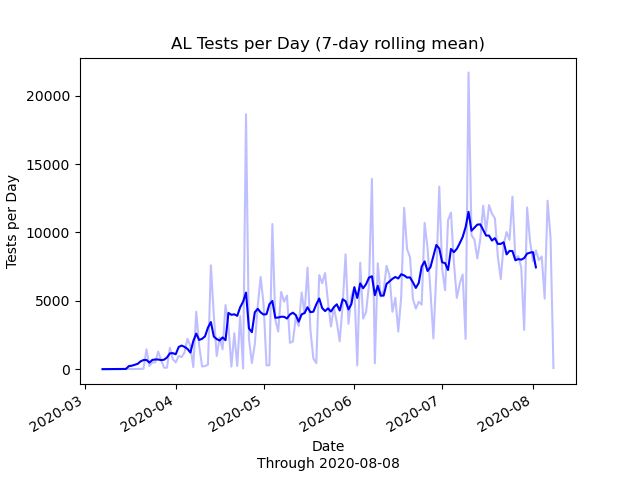 AL Tests per Day (7-day rolling mean)
Tests per Day
20000
15000
10000
5000
0
2020-03
2020-04
2020-05
2020-06
2020-07
2020-08
Date
Through 2020-08-08